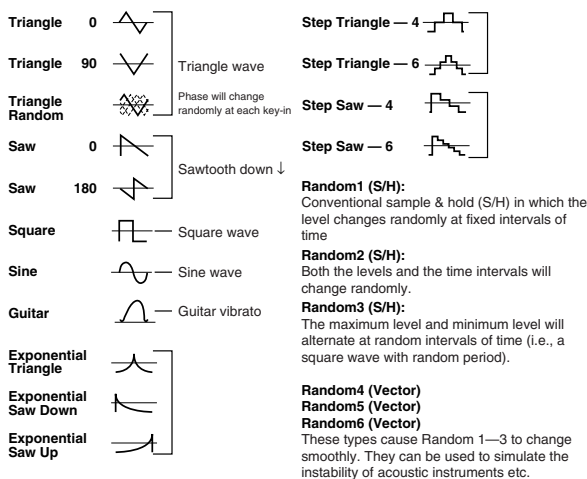 Triangle 0
Triangle 90
Triangle wave
Triangle
Random
Phase will change
randomly at each key-in
Saw 0
Saw 180
Sawtooth down ↓
Square
Square wave
Sine
Sine wave
Guitar
Guitar vibrato
Exponential
Triangle
Exponential
Saw Down
Exponential
Saw Up
Step Triangle — 4
Step Triangle — 6
Step Saw — 4
Step Saw — 6
Random1 (S/H):
Conventional sample & hold (S/H) in which the
level changes randomly at fixed intervals of
time
Random2 (S/H):
Both the levels and the time intervals will
change randomly.
Random3 (S/H):
The maximum level and minimum level will
alternate at random intervals of time (i.e., a
square wave with random period).
Random4 (Vector)
Random5 (Vector)
Random6 (Vector)
These types cause Random 1—3 to change
smoothly. They can be used to simulate the
instability of acoustic instruments etc.